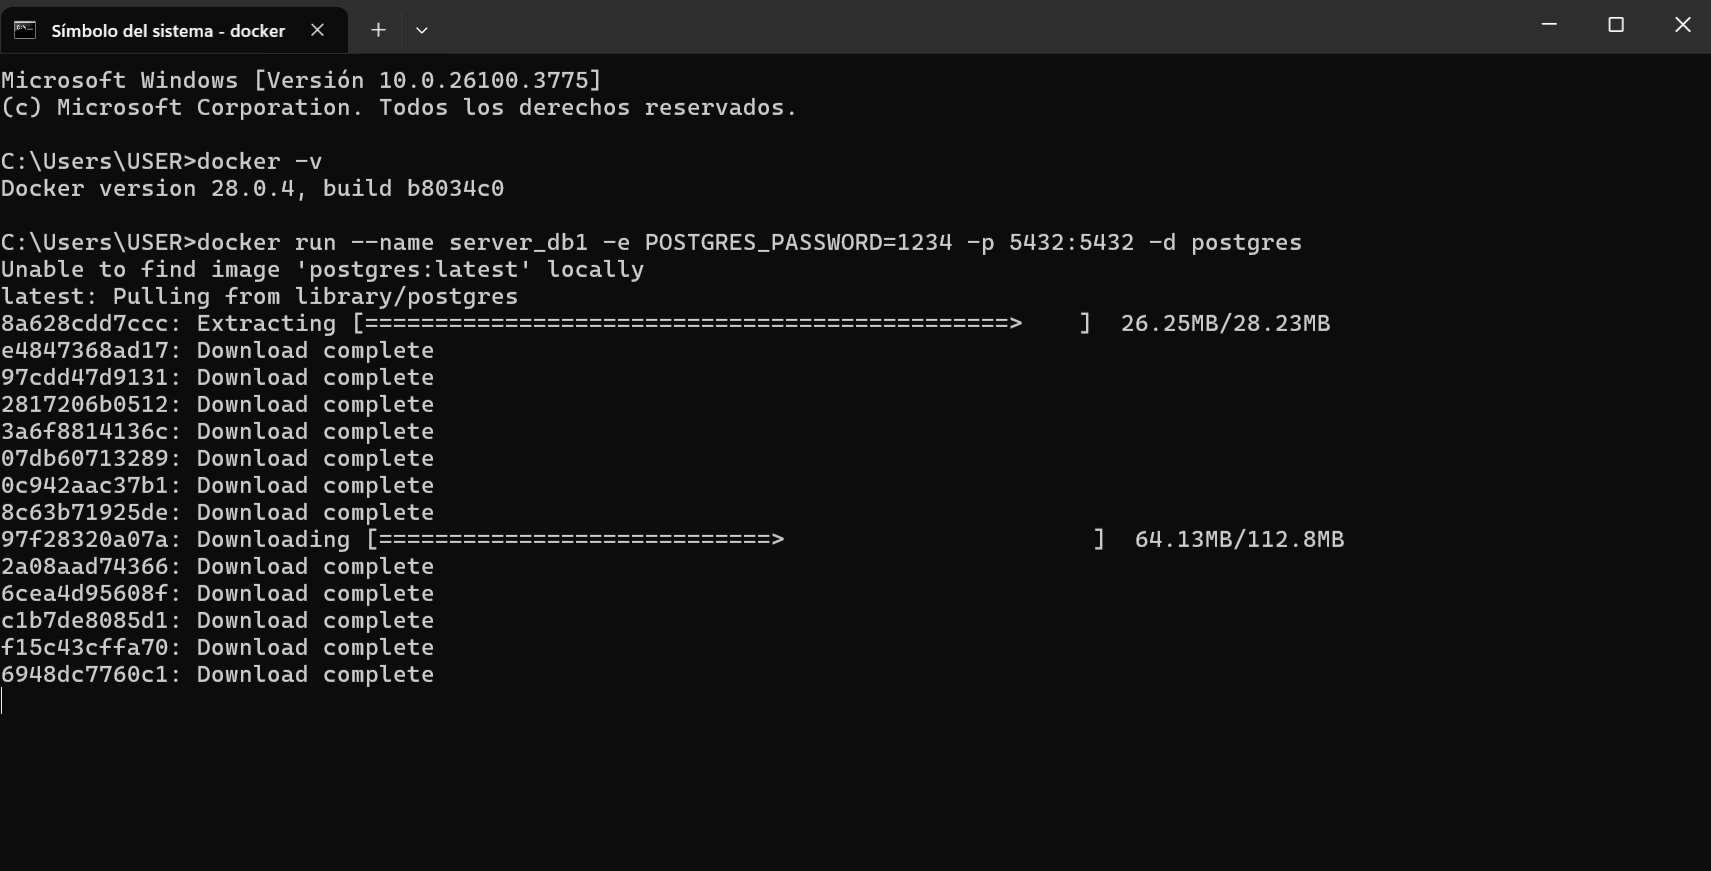 Símbolo del sistema - docker
Microsoft Windows [Versión 10.0.26100.3775]
(c) Microsoft Corporation. Todos los derechos reservados.
C:\Users\USER>docker -v
Docker version 28.0.4, build b8034c0
C:\Users\USER>docker run --name server_db1 -e POSTGRES_PASSWORD=1234 -p 5432:5432 -d postgres
Unable to find image 'postgres:latest' locally
latest: Pulling from library/postgres
8a628cdd7ccc: Extracting [==============================================>    ]  26.25MB/28.23MB
e4847368ad17: Download complete
97cdd47d9131: Download complete
2817206b0512: Download complete
3a6f8814136c: Download complete
07db60713289: Download complete
0c942aac37b1: Download complete
8c63b71925de: Download complete
97f28320a07a: Downloading [============================>                      ]  64.13MB/112.8MB
2a08aad74366: Download complete
6cea4d95608f: Download complete
c1b7de8085d1: Download complete
f15c43cffa70: Download complete
6948dc7760c1: Download complete